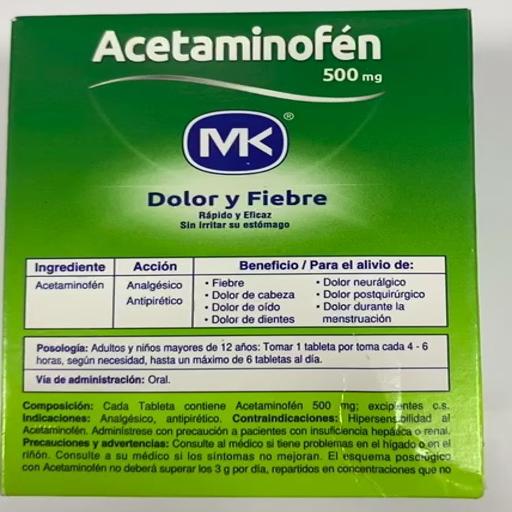 Acetaminofén
500 mg
MK®
Dolor y Fiebre
Rápido y Eficaz
Sin irritar su estómago
Ingrediente Acción Beneficio / Para el alivio de:
Acetaminofén Analgésico • Fiebre • Dolor neurálgico
Antipirético • Dolor de cabeza • Dolor postquirúrgico
• Dolor de oído • Dolor durante la
• Dolor de dientes menstruación
Posología: Adultos y niños mayores de 12 años: Tomar 1 tableta por toma cada 4 - 6
horas, según necesidad, hasta un máximo de 6 tabletas al día.
Vía de administración: Oral.
Composición: Cada Tableta contiene Acetaminofén 500 mg; excipientes c.s.
Indicaciones: Analgésico, antipirético. Contraindicaciones: Hipersensibilidad al
Acetaminofén. Adminístrese con precaución a pacientes con insuficiencia hepática o renal.
Precauciones y advertencias: Consulte al médico si tiene problemas en el hígado o en el
riñón. Consulte a su médico si los síntomas no mejoran. El esquema posológico
con Acetaminofén no deberá superar los 3 g por día, repartidos en concentraciones que no